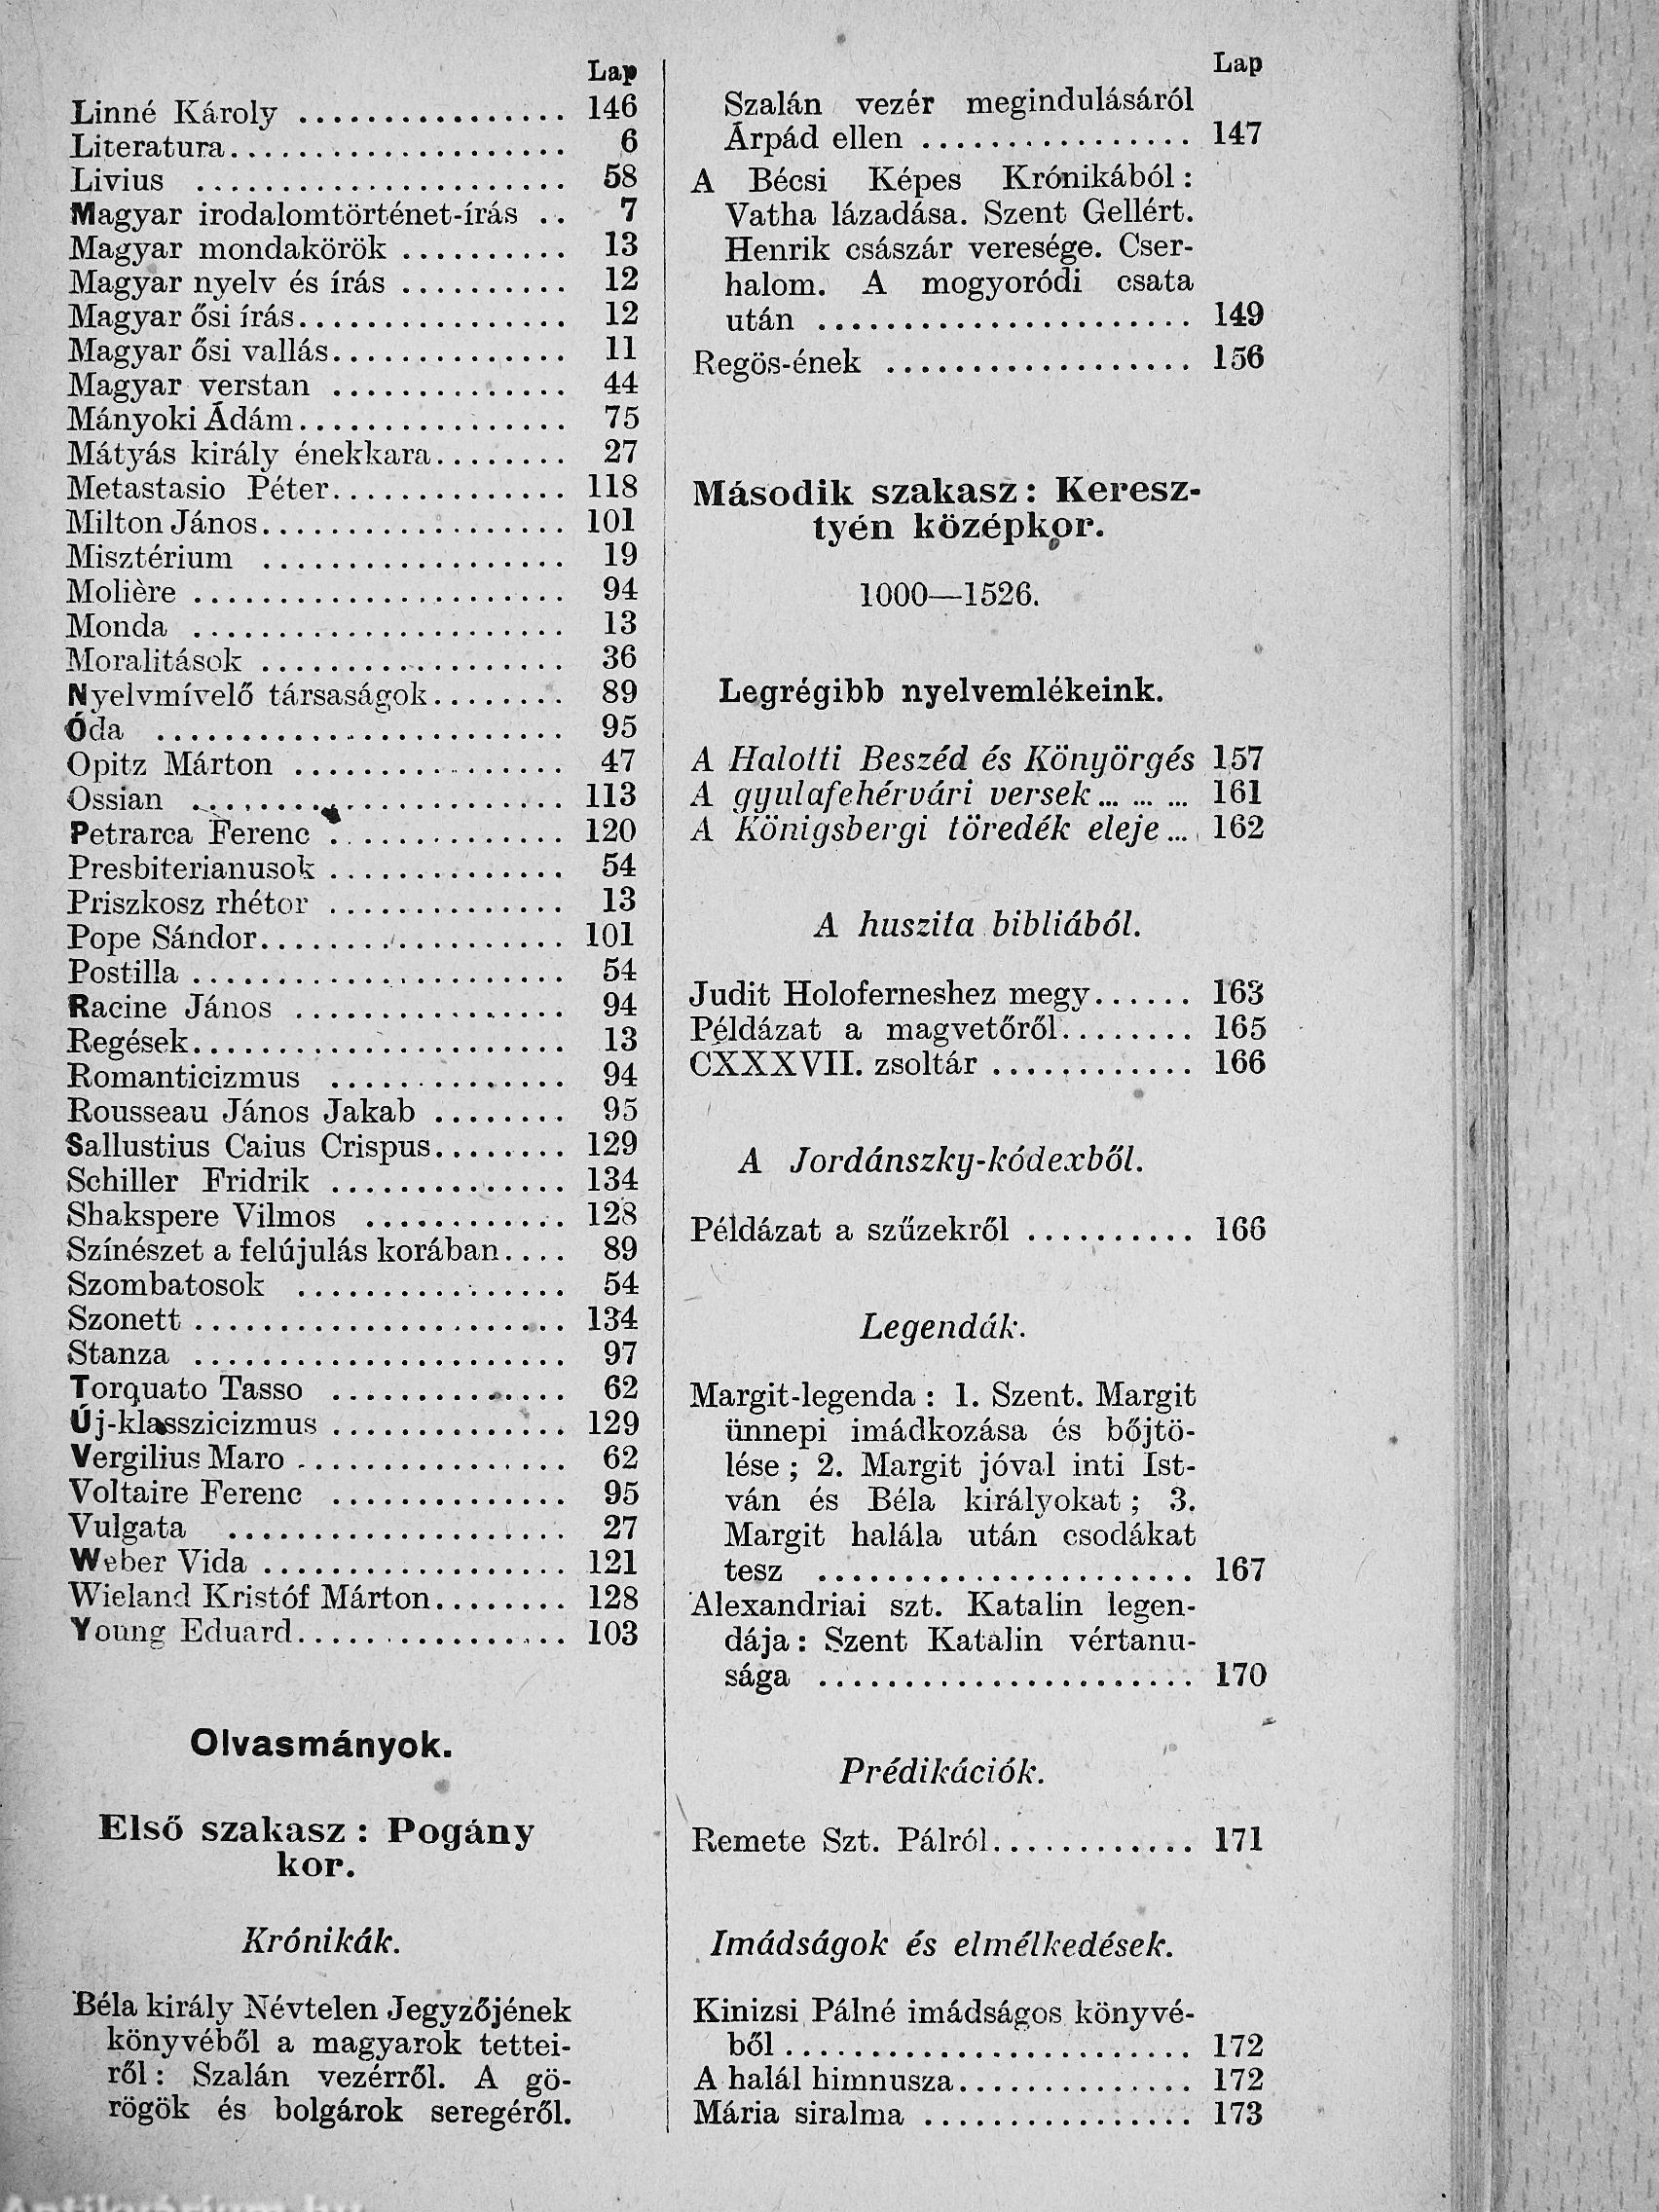 Lap
Linné Károly ................ 146
Literatura.................... 6
Livius ...................... 58
Magyar irodalomtörténet-írás .. 7
Magyar mondakörök .......... 13
Magyar nyelv és írás .......... 12
Magyar ősi írás................ 12
Magyar ősi vallás.............. 11
Magyar verstan .............. 44
Mányoki Ádám................ 75
Mátyás király énekkara........ 27
Metastasio Péter.............. 118
Milton János.................. 101
Misztérium .................. 19
Molière ...................... 94
Monda ...................... 13
Moralitások .................. 36
Nyelvmívelő társaságok........ 89
Óda ........................ 95
Opitz Márton ................ 47
Ossian ...................... 113
Petrarca Ferenc .............. 120
Presbiterianusok .............. 54
Priszkosz rhétor .............. 13
Pope Sándor.................. 101
Postilla ...................... 54
Racine János ................ 94
Regések...................... 13
Romanticizmus .............. 94
Rousseau János Jakab ........ 95
Sallustius Caius Crispus........ 129
Schiller Fridrik .............. 134
Shakspere Vilmos ............ 128
Színészet a felújulás korában.... 89
Szombatosok ................ 54
Szonett ...................... 134
Stanza ...................... 97
Torquato Tasso .............. 62
Új-klasszicizmus .............. 129
Vergilius Maro ................ 62
Voltaire Ferenc .............. 95
Vulgata .................... 27
Weber Vida .................. 121
Wieland Kristóf Márton........ 128
Young Eduard................ 103
Olvasmányok.
Első szakasz : Pogány
kor.
Krónikák.
Béla király Névtelen Jegyzőjének
könyvéből a magyarok tettei-
ről : Szalán vezérről. A gö-
rögök és bolgárok seregéről.
Lap
Szalán vezér megindulásáról
Árpád ellen ................ 147
A Bécsi Képes Krónikából :
Vatha lázadása. Szent Gellért.
Henrik császár veresége. Cser-
halom. A mogyoródi csata
után ...................... 149
Regös-ének .................. 156
Második szakasz : Keresz-
tyén középkor.
1000—1526.
Legrégibb nyelvemlékeink.
A Halotti Beszéd és Könyörgés 157
A gyulafehérvári versek ... ... ... 161
A Königsbergi töredék eleje ... 162
A huszita bibliából.
Judit Holoferneshez megy...... 163
Példázat a magvetőről........ 165
CXXXVII. zsoltár ............ 166
A Jordánszky-kódexből.
Példázat a szűzekről .......... 166
Legendák.
Margit-legenda : 1. Szent. Margit
ünnepi imádkozása és bőjtö-
lése ; 2. Margit jóval inti Ist-
ván és Béla királyokat ; 3.
Margit halála után csodákat
tesz ...................... 167
Alexandriai szt. Katalin legen-
dája : Szent Katalin vértanu-
sága ...................... 170
Prédikációk.
Remete Szt. Pálról............ 171
Imádságok és elmélkedések.
Kinizsi Pálné imádságos könyvé-
ből ........................ 172
A halál himnusza.............. 172
Mária siralma ................ 173